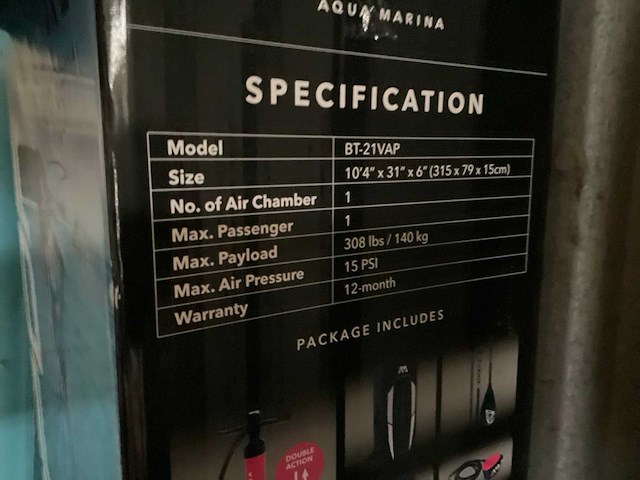 AQUA MARINA
SPECIFICATION
Model BT-21VAP
Size 10'4" x 31" x 6" (315 x 79 x 15cm)
No. of Air Chamber 1
Max. Passenger 1
Max. Payload 308 lbs / 140 kg
Max. Air Pressure 15 PSI
Warranty 12-month
PACKAGE INCLUDES
DOUBLE
ACTION